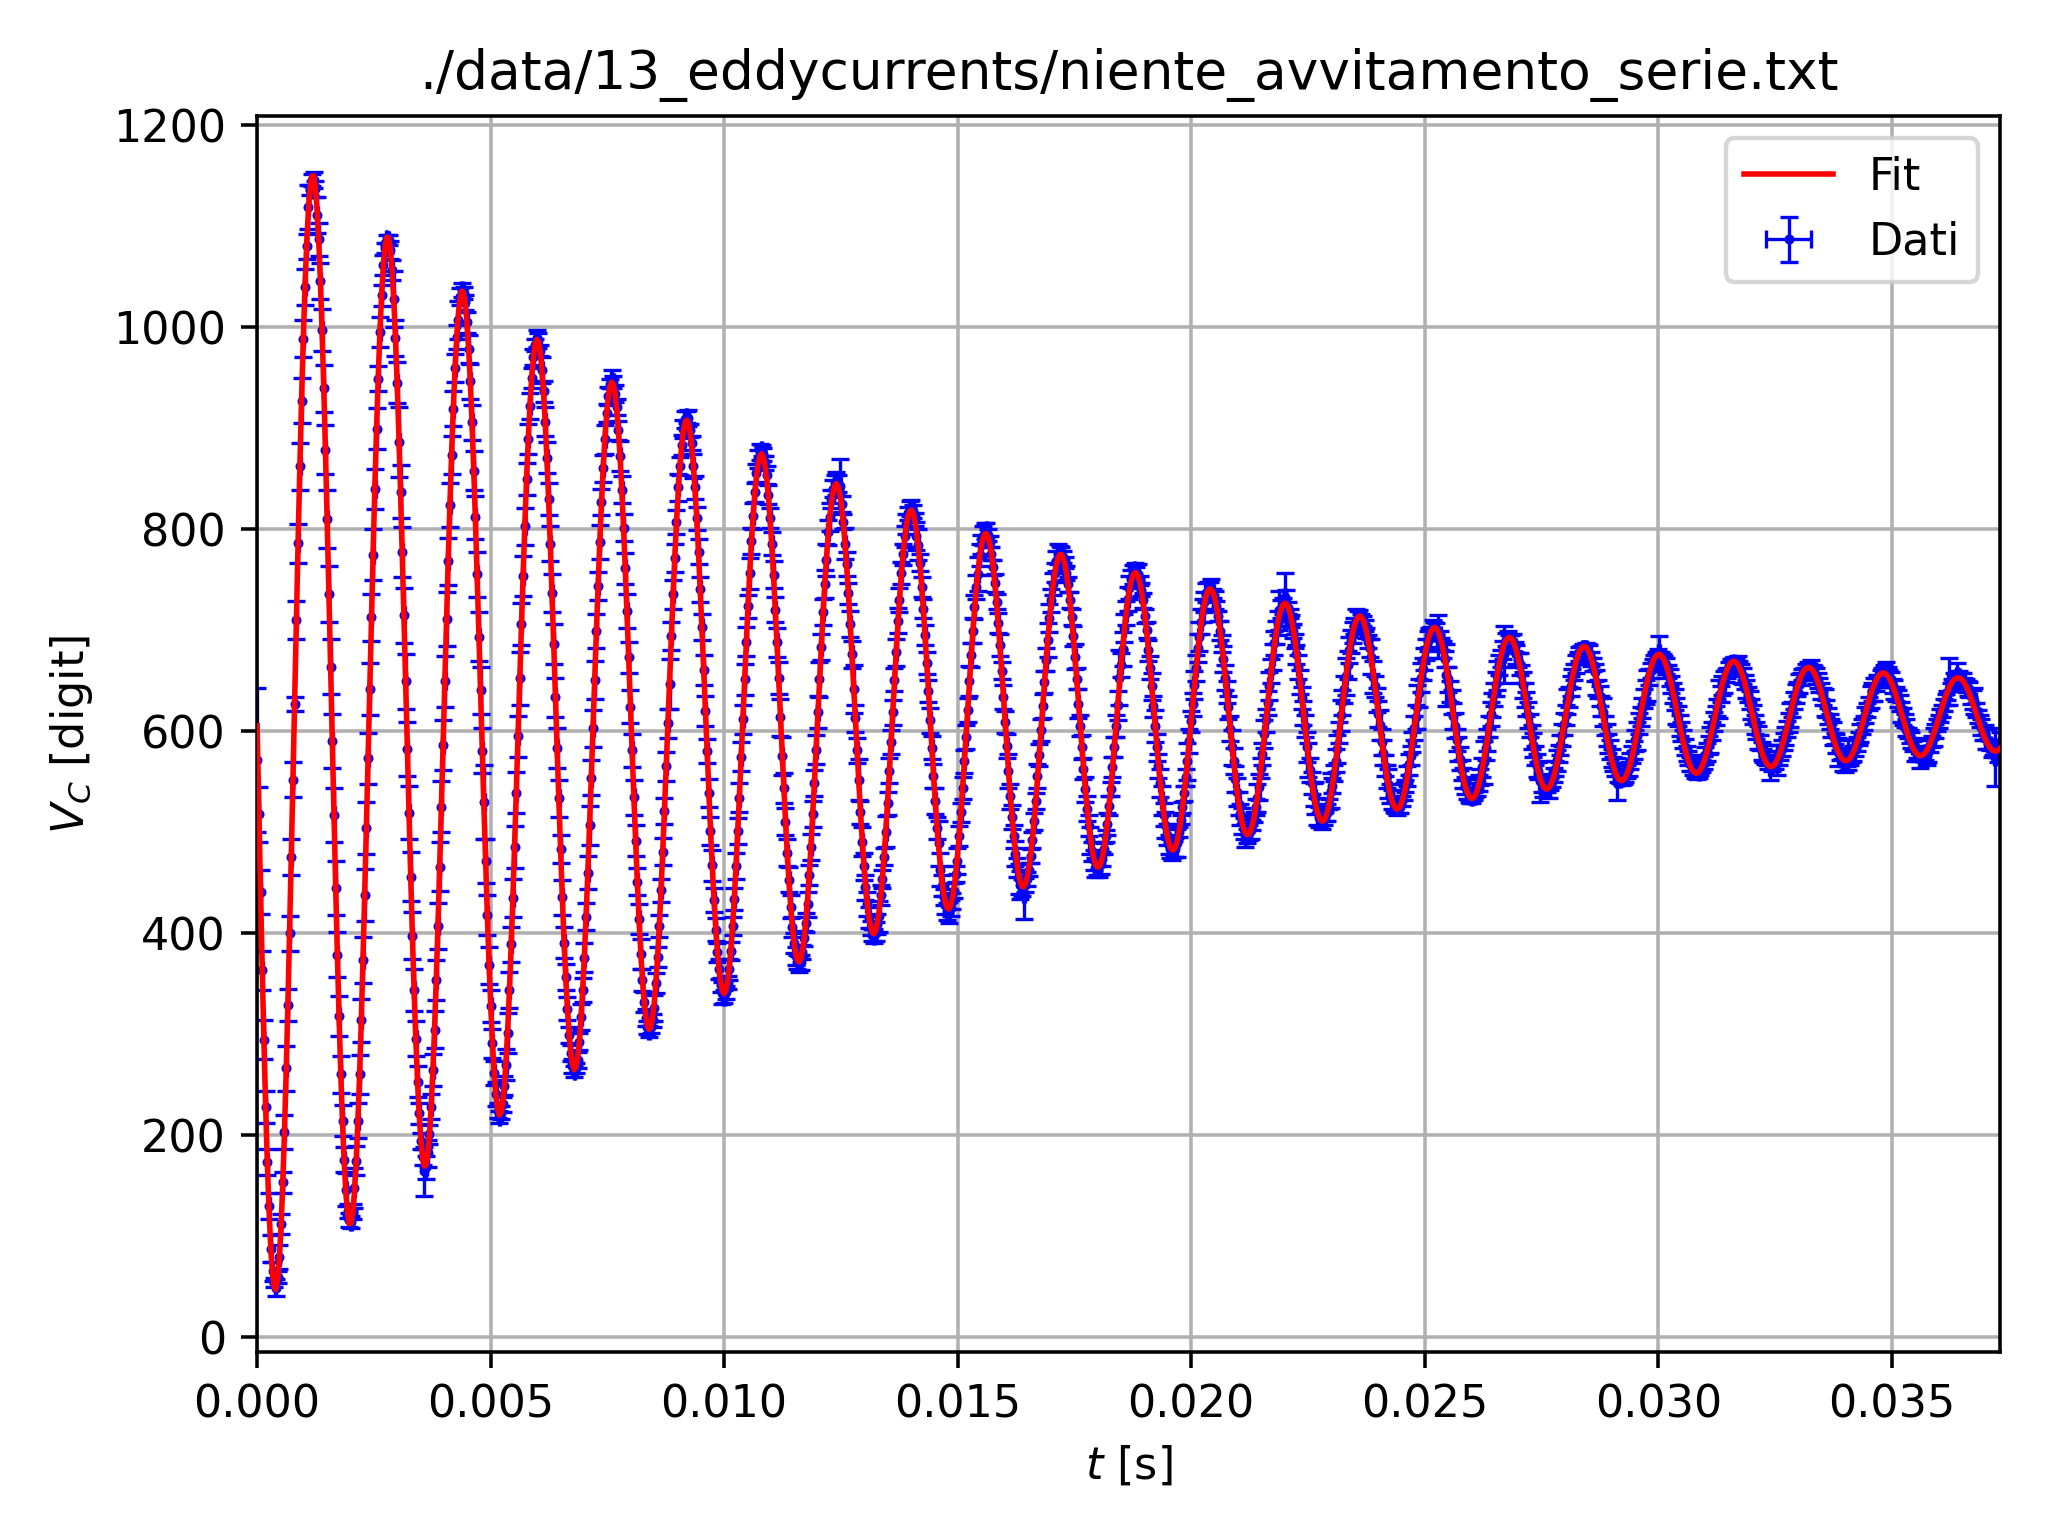 ./data/13_eddycurrents/niente_avvitamento_serie.txt
1200
1000
800
600
400
200
0
V_C [digit]
Fit
Dati
0.000 0.005 0.010 0.015 0.020 0.025 0.030 0.035
t [s]